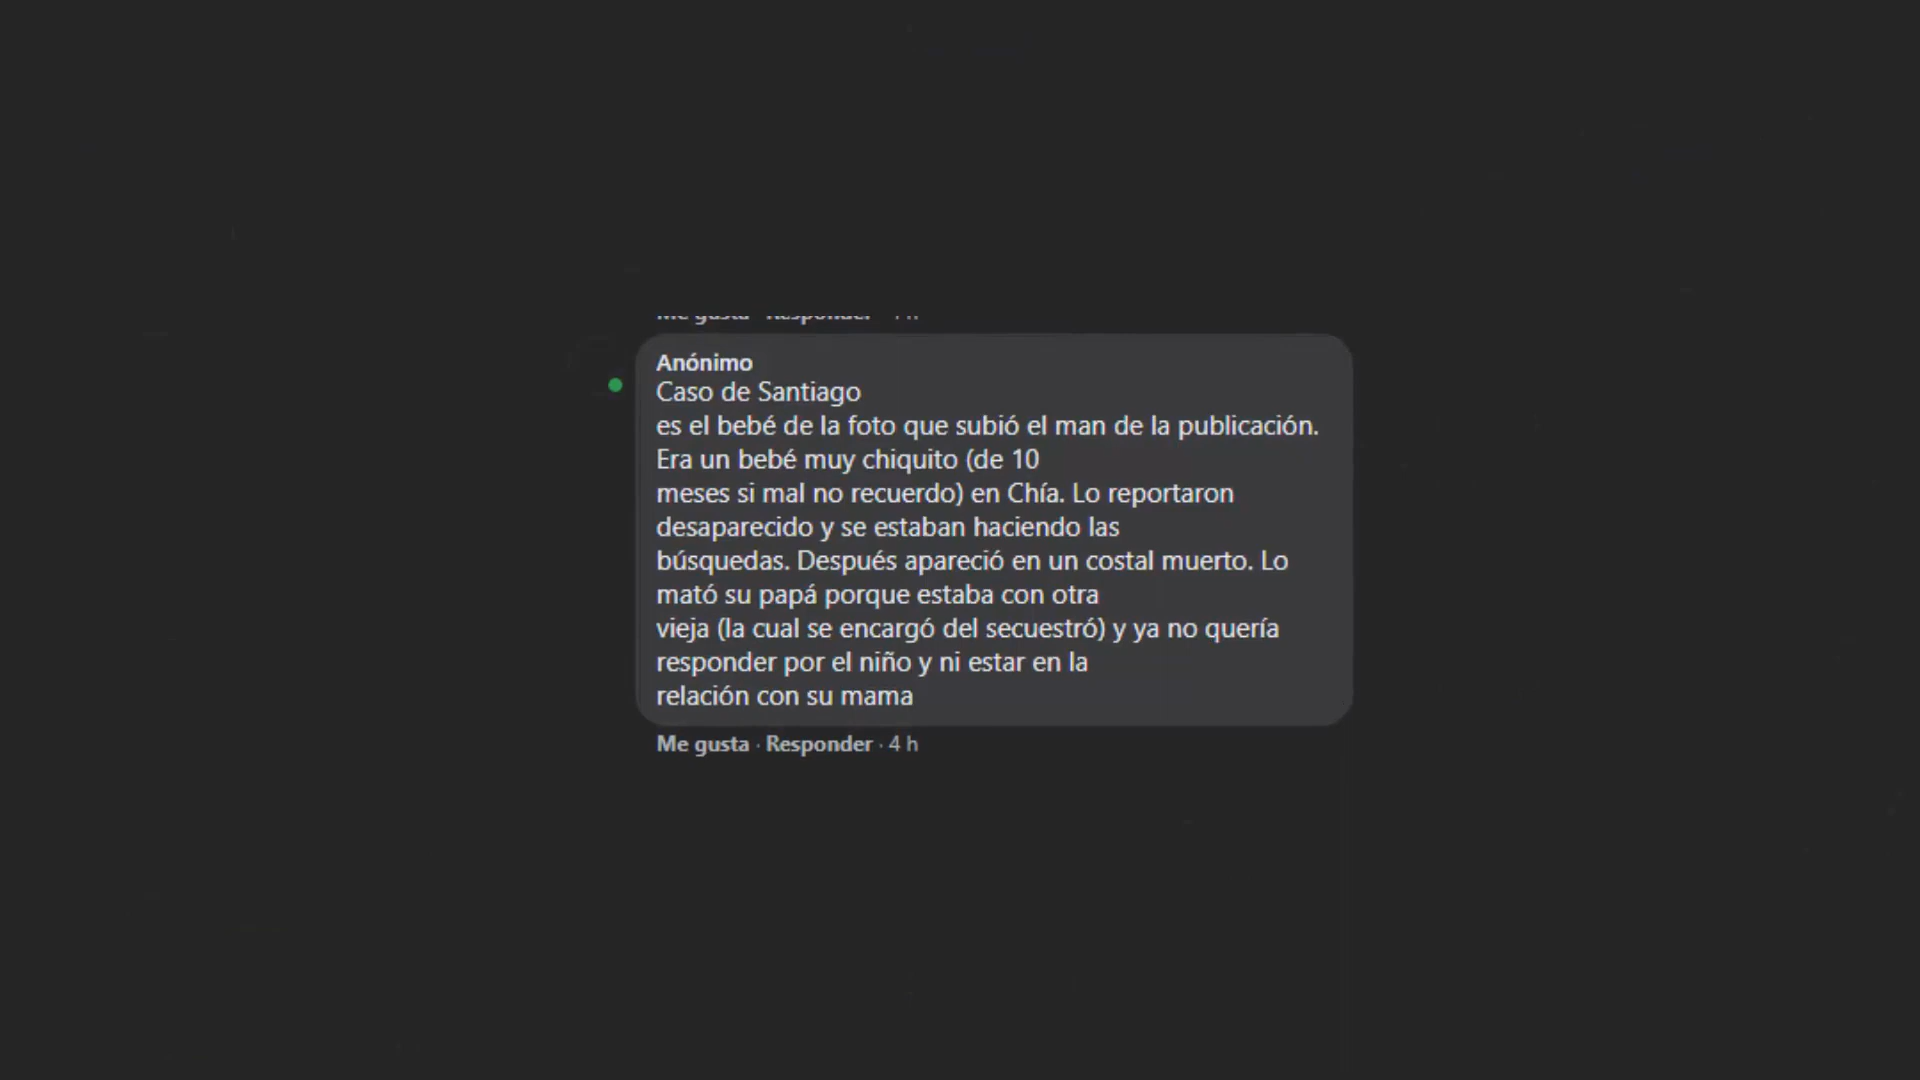 Me gusta · Responder · 4 h
Anónimo
Caso de Santiago
es el bebé de la foto que subió el man de la publicación.
Era un bebé muy chiquito (de 10
meses si mal no recuerdo) en Chía. Lo reportaron
desaparecido y se estaban haciendo las
búsquedas. Después apareció en un costal muerto. Lo
mató su papá porque estaba con otra
vieja (la cual se encargó del secuestró) y ya no quería
responder por el niño y ni estar en la
relación con su mama
Me gusta · Responder · 4 h